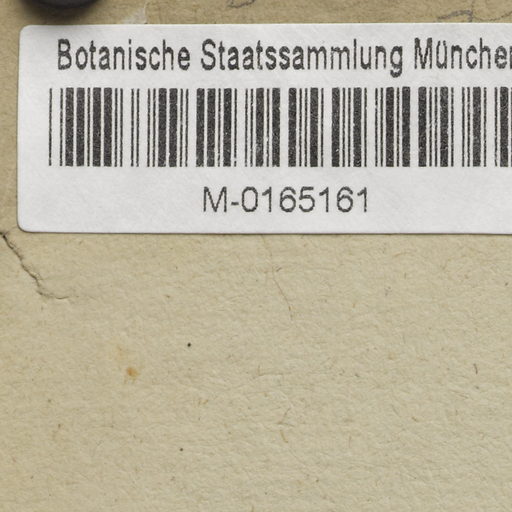 Botanische Staatssammlung München
M-0165161